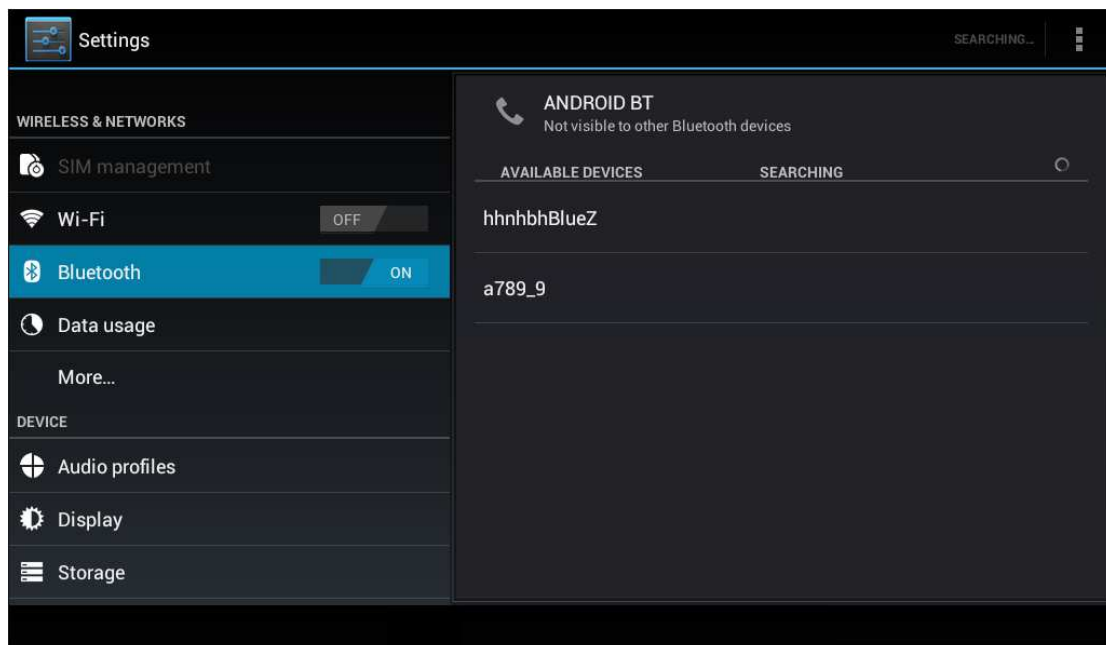 Settings
SEARCHING...
WIRELESS & NETWORKS
SIM management
Wi-Fi OFF
Bluetooth ON
Data usage
More...
DEVICE
Audio profiles
Display
Storage
ANDROID BT
Not visible to other Bluetooth devices
AVAILABLE DEVICES SEARCHING
hhnhbhBlueZ
a789_9